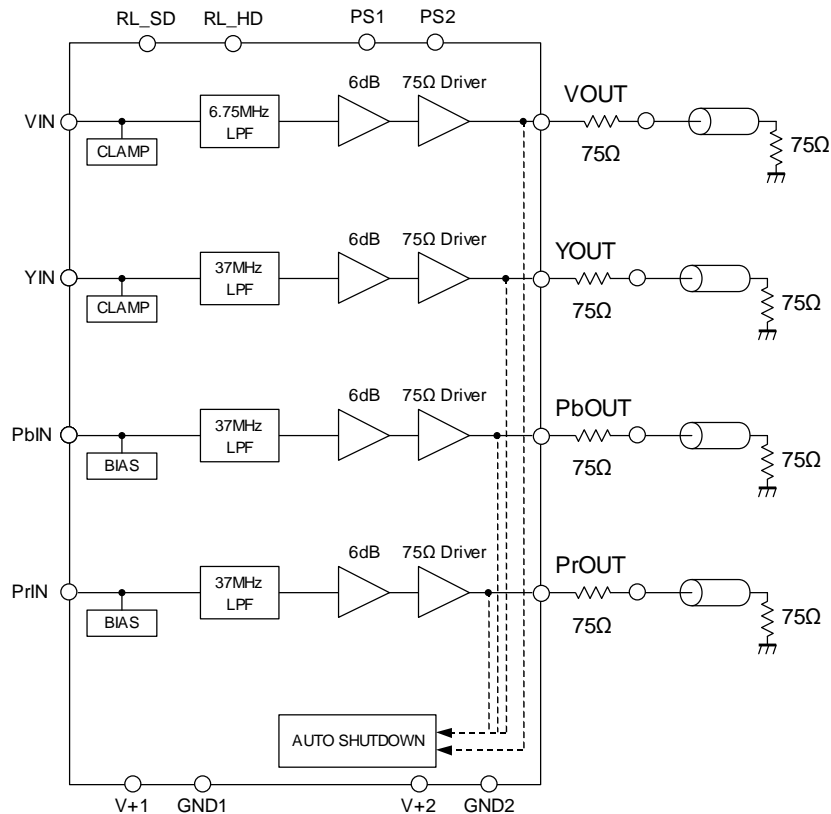 RL_SD RL_HD PS1 PS2
6dB 75Ω Driver VOUT
VIN 6.75MHz
LPF
CLAMP 75Ω 75Ω
6dB 75Ω Driver YOUT
YIN 37MHz
LPF
CLAMP 75Ω 75Ω
6dB 75Ω Driver PbOUT
PbIN 37MHz
LPF
BIAS 75Ω 75Ω
6dB 75Ω Driver PrOUT
PrIN 37MHz
LPF
BIAS 75Ω 75Ω
AUTO SHUTDOWN
V+1 GND1 V+2 GND2